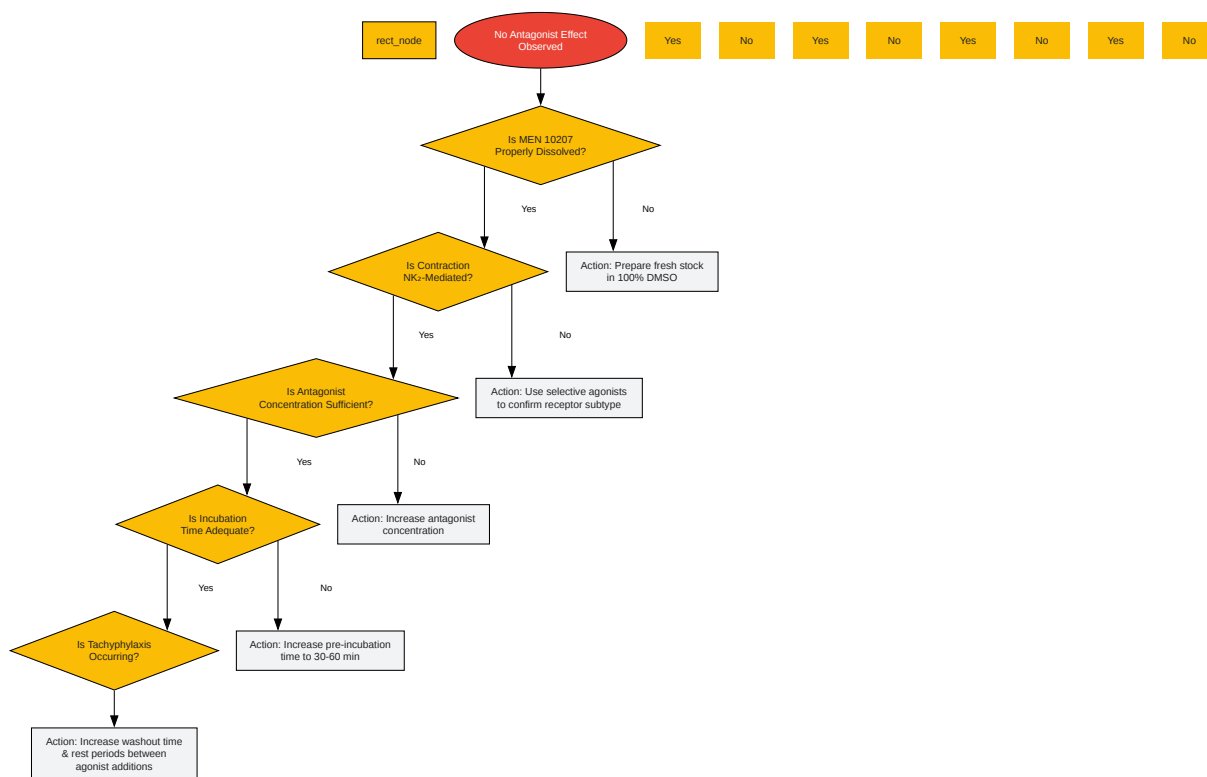 rect_node
No Antagonist Effect
Observed
Yes
No
Yes
No
Yes
No
Yes
No
Is MEN 10207
Properly Dissolved?
Yes
No
Is Contraction
NK₂-Mediated?
Action: Prepare fresh stock
in 100% DMSO
Yes
No
Is Antagonist
Concentration Sufficient?
Action: Use selective agonists
to confirm receptor subtype
Yes
No
Is Incubation
Time Adequate?
Action: Increase antagonist
concentration
Yes
No
Is Tachyphylaxis
Occurring?
Action: Increase pre-incubation
time to 30-60 min
Action: Increase washout time
& rest periods between
agonist additions